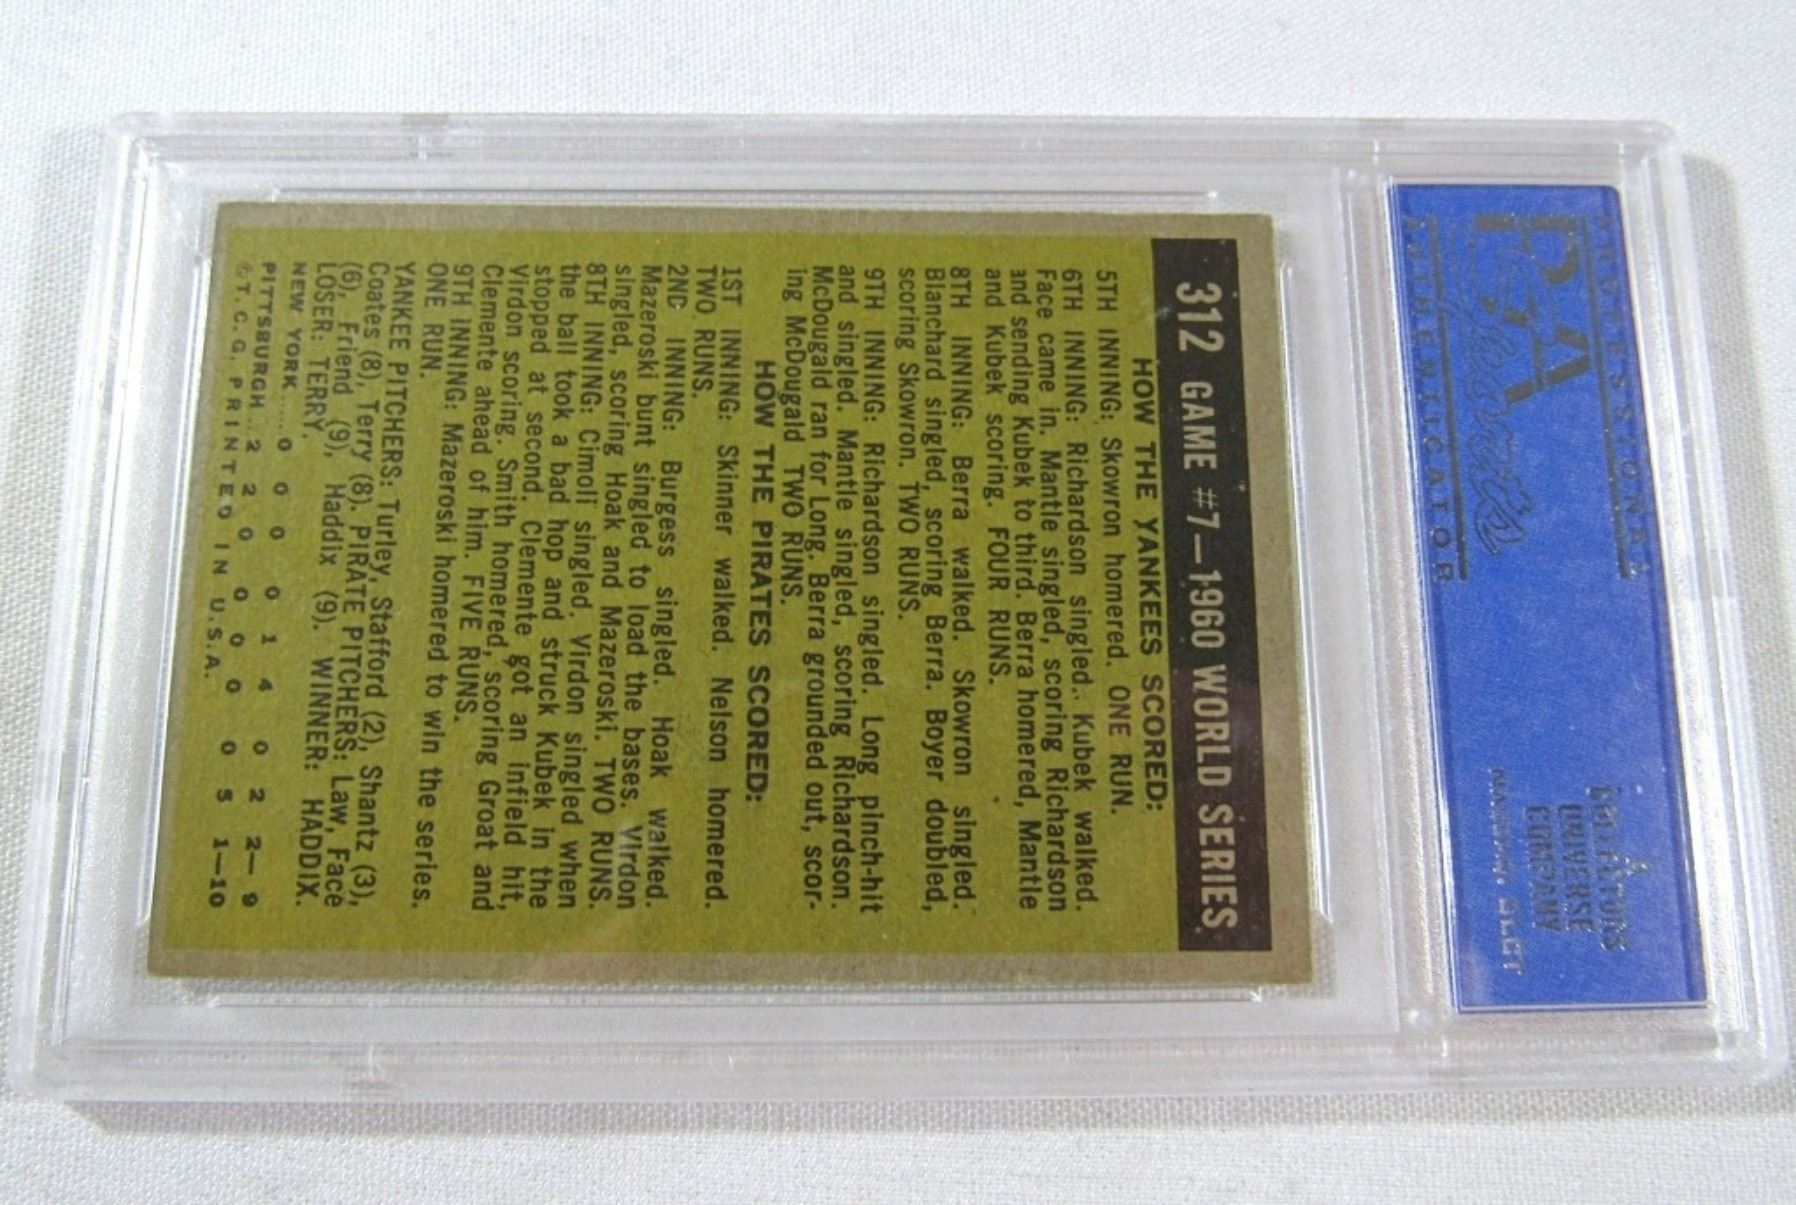 PROFESSIONAL
PSA
Sports
AUTHENTICATOR
A
COLLECTORS
UNIVERSE
COMPANY
NASDAQ: CLCT
312 GAME #7—1960 WORLD SERIES
HOW THE YANKEES SCORED:
5TH INNING: Skowron homered. ONE RUN.
6TH INNING: Richardson singled. Kubek walked.
Face came in. Mantle singled, scoring Richardson
and sending Kubek to third. Berra homered, Mantle
and Kubek scoring. FOUR RUNS.
8TH INNING: Berra walked. Skowron singled.
Blanchard singled, scoring Berra. Boyer doubled,
scoring Skowron. TWO RUNS.
9TH INNING: Richardson singled. Long pinch-hit
and singled. Mantle singled, scoring Richardson.
McDougald ran for Long. Berra grounded out, scor-
ing McDougald TWO RUNS.
HOW THE PIRATES SCORED:
1ST INNING: Skinner walked. Nelson homered.
TWO RUNS.
2ND INNING: Burgess singled. Hoak walked.
Mazeroski bunt singled to load the bases. Virdon
singled, scoring Hoak and Mazeroski. TWO RUNS.
8TH INNING: Cimoli singled. Virdon singled when
the ball took a bad hop and struck Kubek in the
stopped at second. Clemente got an infield hit,
Virdon scoring. Smith homered, scoring Groat and
Clemente ahead of him. FIVE RUNS.
9TH INNING: Mazeroski homered to win the series.
ONE RUN.
YANKEE PITCHERS: Turley, Stafford (2), Shantz (3),
Coates (8), Terry (8). PIRATE PITCHERS: Law, Face
(6), Friend (9), Haddix (9). WINNER: HADDIX.
LOSER: TERRY.
NEW YORK..... 0 0 0 0 1 4 0 2 2— 9
PITTSBURGH.. 2 2 0 0 0 0 0 5 1—10
©T.C.G. PRINTED IN U.S.A.